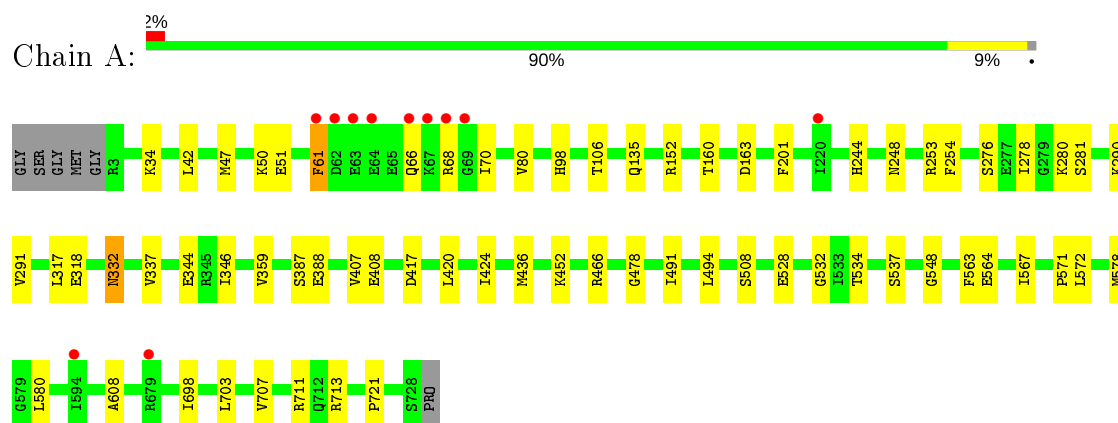 2%
Chain A:
90% 9% •
GLY SER GLY MET GLY R3 K34 L42 M47 K50 E51 F61 D62 E63 E64 E65 Q66 K67 R68 G69 I70 V80 H98 T106 Q135 R152 T160 D163 F201 I220 H244 N248 R253 F254 S276 E277 I278 G279 K280 S281 K290
V291 L317 E318 N332 V337 E344 R345 I346 V359 S387 E388 V407 E408 D417 L420 I424 M436 K452 R466 G478 I491 L494 S508 E528 G532 I533 T534 S537 G548 F563 E564 I567 P571 L572 M578
G579 L580 I594 A608 R679 I698 L703 V707 R711 Q712 R713 P721 S728 PRO